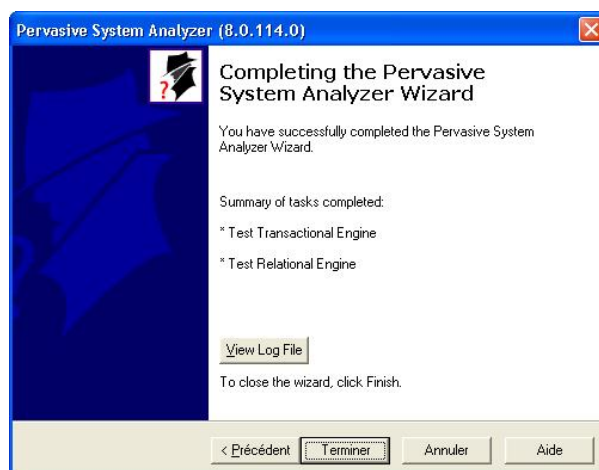 Pervasive System Analyzer (8.0.114.0)
?
Completing the Pervasive
System Analyzer Wizard
You have successfully completed the Pervasive System
Analyzer Wizard.
Summary of tasks completed:
* Test Transactional Engine
* Test Relational Engine
View Log File
To close the wizard, click Finish.
< Précédent Terminer Annuler Aide